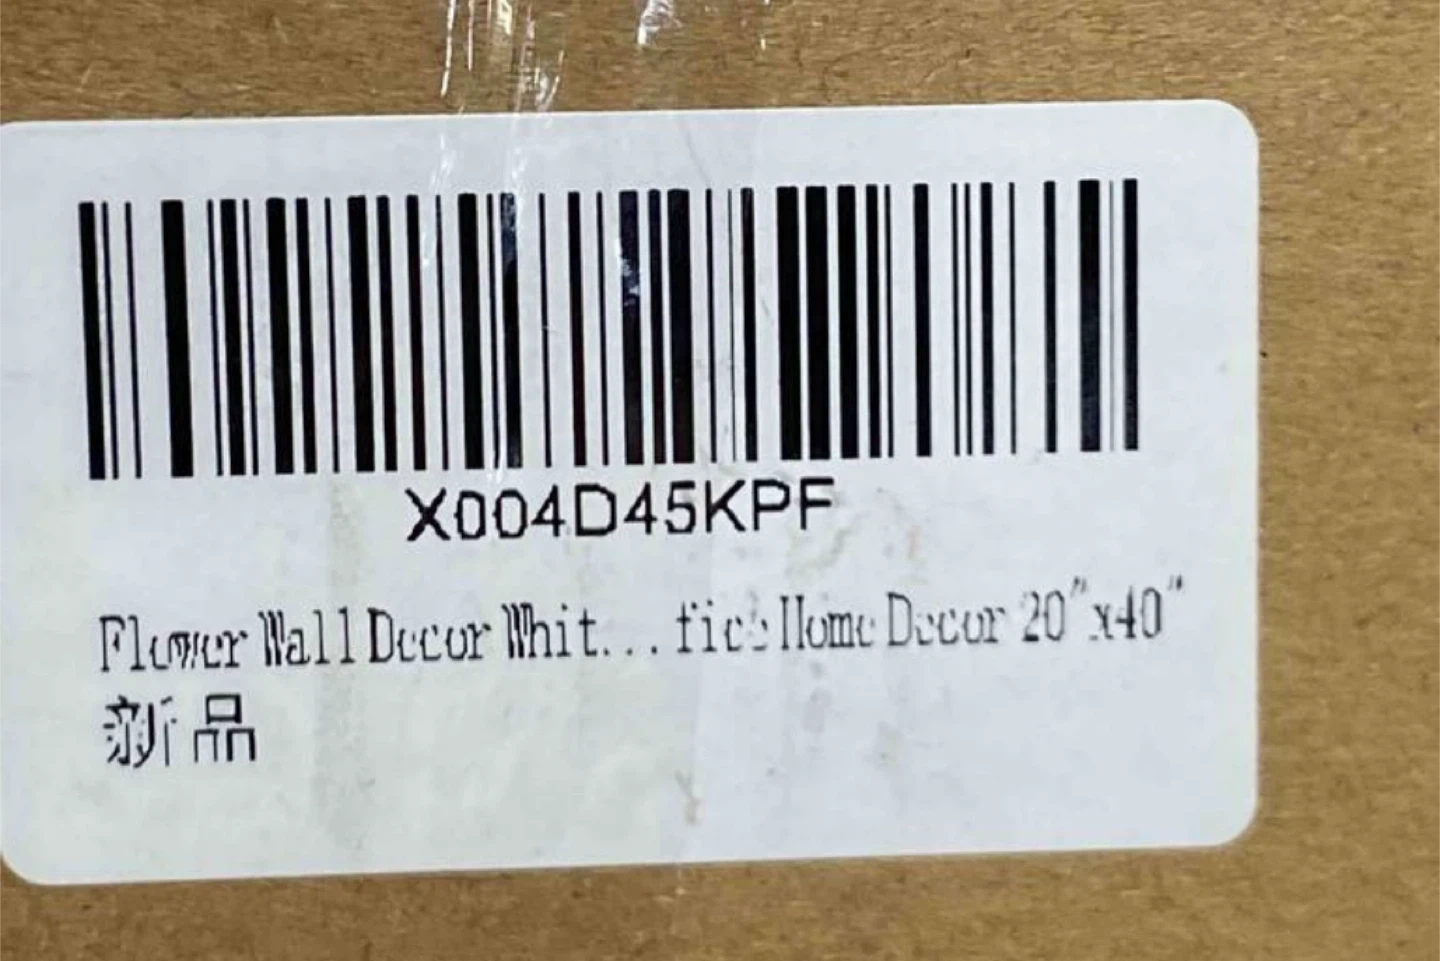 X004D45KPF
Flower Wall Decor Whit...fice Home Decor 20"x40"
新品